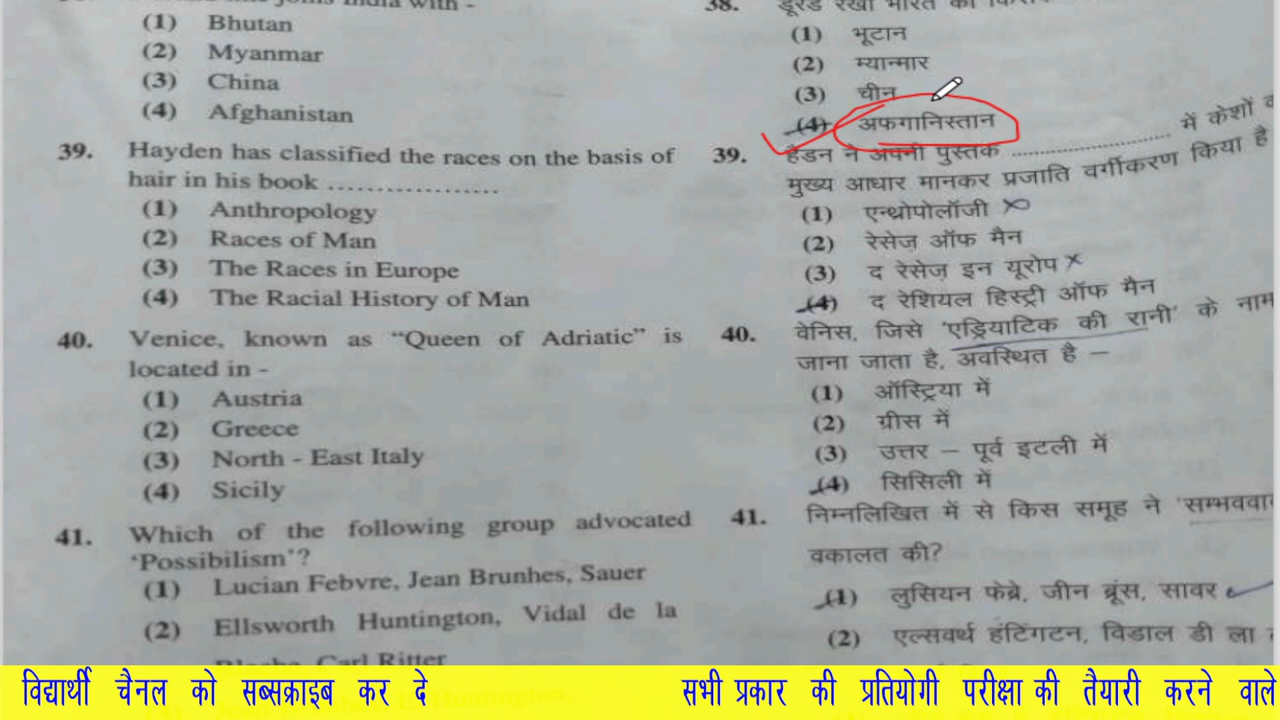 joins India with -
(1) Bhutan
(2) Myanmar
(3) China
(4) Afghanistan
39. Hayden has classified the races on the basis of
hair in his book ..................
(1) Anthropology
(2) Races of Man
(3) The Races in Europe
(4) The Racial History of Man
40. Venice, known as “Queen of Adriatic” is
located in -
(1) Austria
(2) Greece
(3) North - East Italy
(4) Sicily
41. Which of the following group advocated
‘Possibilism’?
(1) Lucian Febvre, Jean Brunhes, Sauer
(2) Ellsworth Huntington, Vidal de la
Carl Ritter
38. डूरंड रेखा भारत को
(1) भूटान
(2) म्यान्मार
(3) चीन
(4) अफगानिस्तान
39. हैडन ने अपनी पुस्तक .................. में केशों
मुख्य आधार मानकर प्रजाति वर्गीकरण किया है
(1) एन्थ्रोपोलॉजी
(2) रेसेज़ ऑफ मैन
(3) द रेसेज इन यूरोप
(4) द रेशियल हिस्ट्री ऑफ मैन
40. वेनिस, जिसे ‘एड्रियाटिक की रानी’ के नाम
जाना जाता है, अवस्थित है –
(1) ऑस्ट्रिया में
(2) ग्रीस में
(3) उत्तर – पूर्व इटली में
(4) सिसिली में
41. निम्नलिखित में से किस समूह ने
वकालत की?
(1) लुसियन फेब्रे, जीन ब्रूंस, सावर
(2) एल्सवर्थ हंटिंगटन, विडाल डी ला
विद्यार्थी चैनल को सब्सक्राइब कर दे सभी प्रकार की प्रतियोगी परीक्षा की तैयारी करने वाले